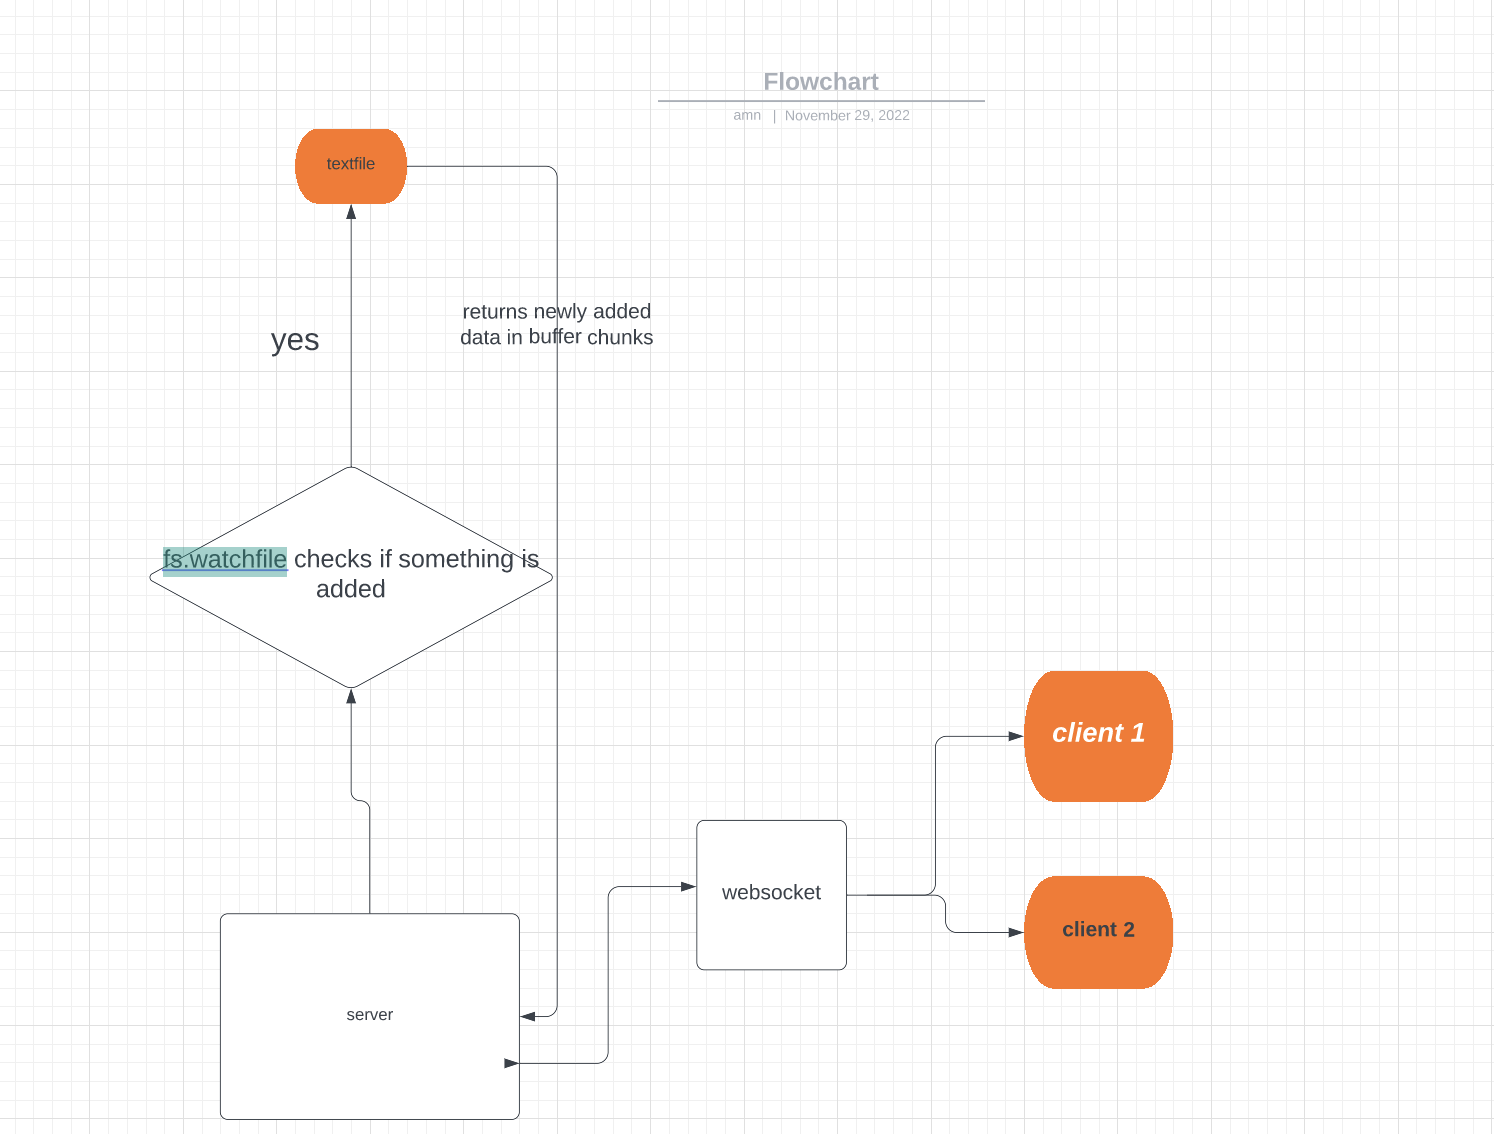 Flowchart
amn | November 29, 2022
textfile
returns newly added
data in buffer chunks
yes
fs.watchfile checks if something is
added
client 1
websocket
client 2
server